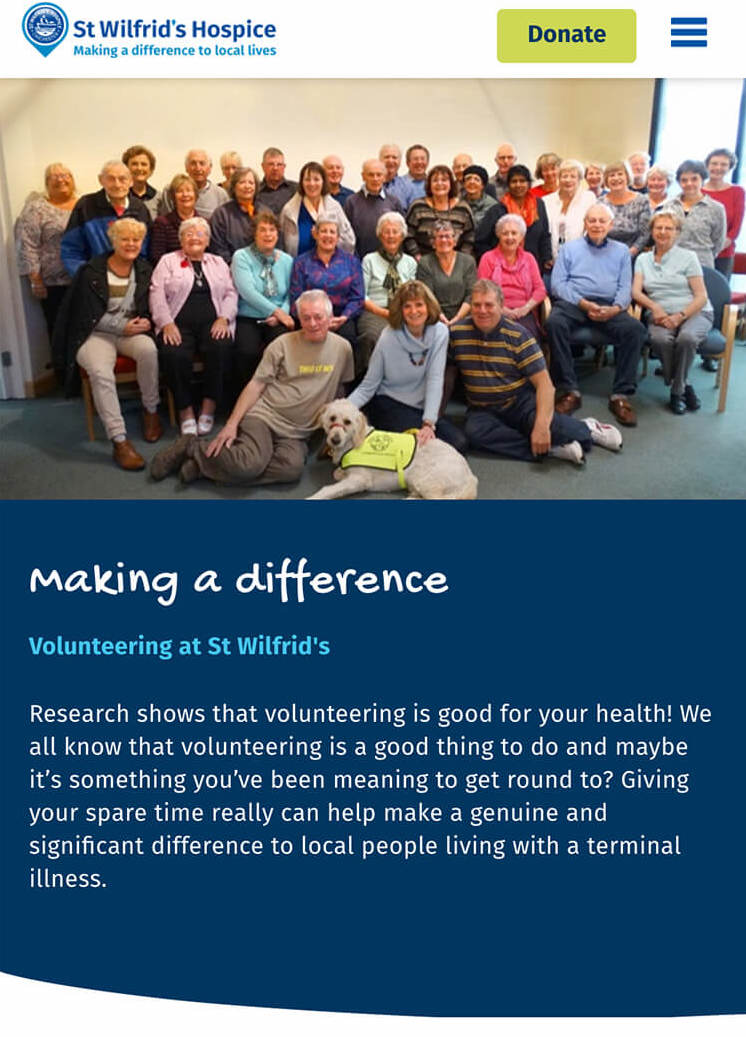 St Wilfrid's Hospice
Making a difference to local lives
Donate
Making a difference
Volunteering at St Wilfrid's
Research shows that volunteering is good for your health! We
all know that volunteering is a good thing to do and maybe
it’s something you’ve been meaning to get round to? Giving
your spare time really can help make a genuine and
significant difference to local people living with a terminal
illness.